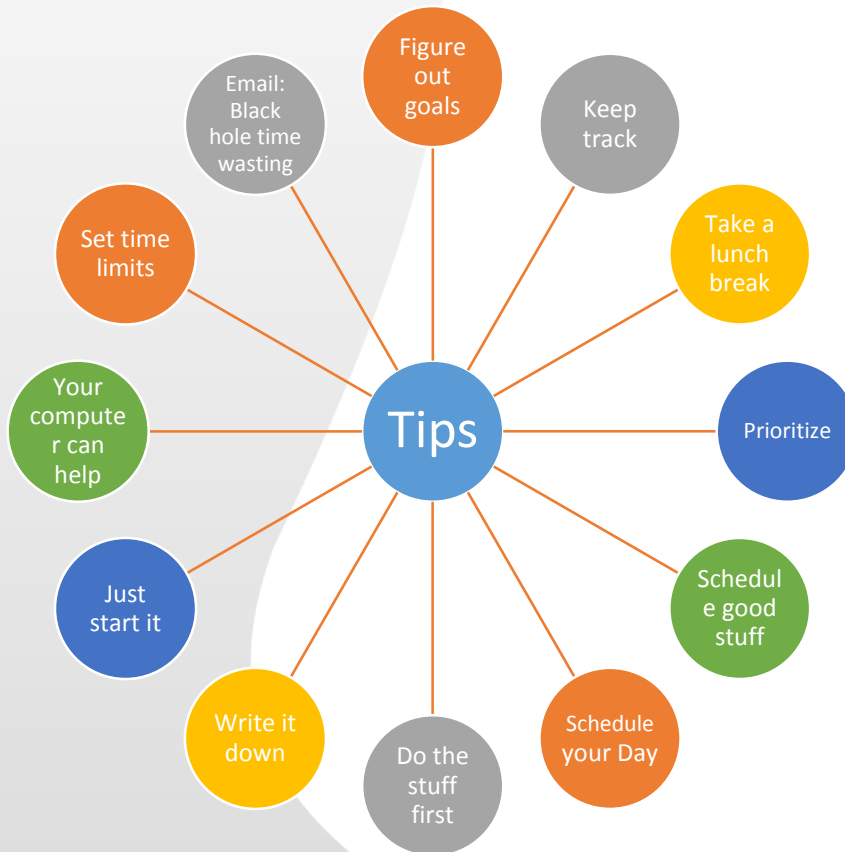 Figure
out
goals
Keep
track
Take a
lunch
break
Prioritize
Schedul
e good
stuff
Schedule
your Day
Do the
stuff
first
Write it
down
Just
start it
Your
compute
r can
help
Set time
limits
Email:
Black
hole time
wasting
Tips